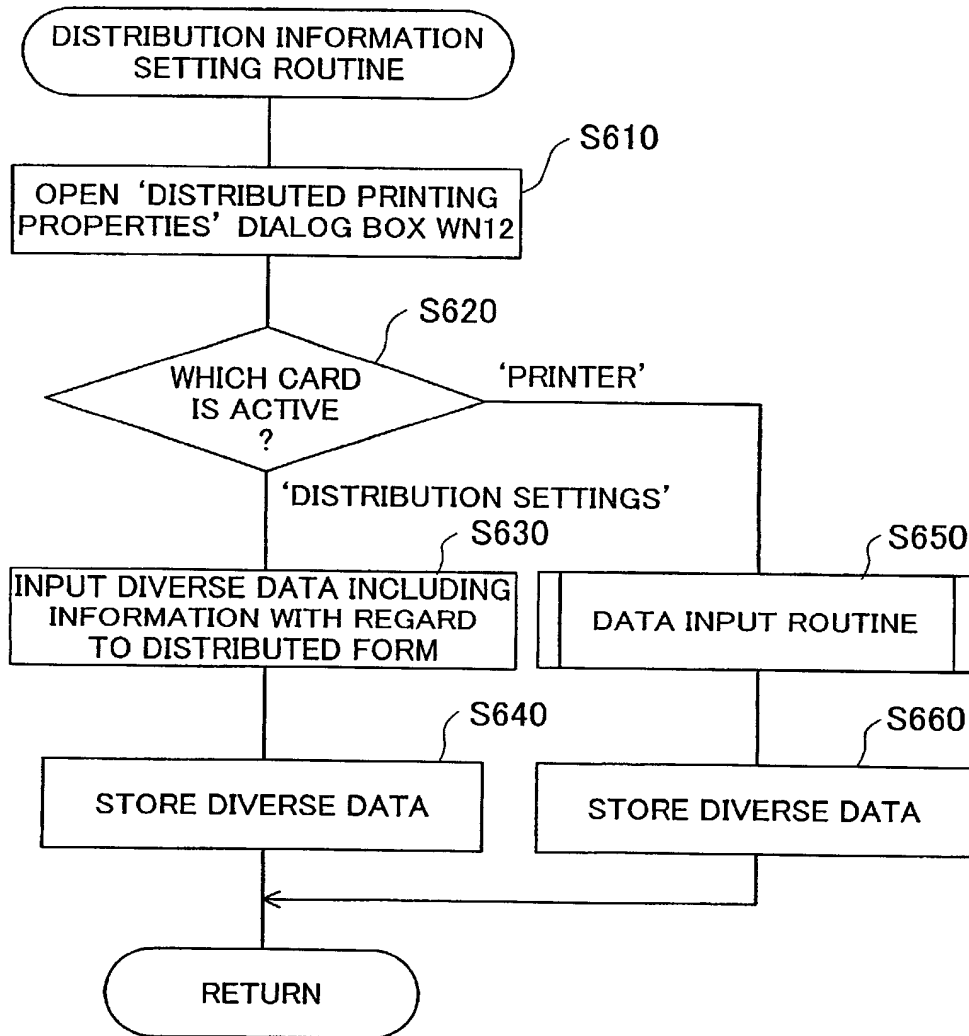 DISTRIBUTION INFORMATION
SETTING ROUTINE
S610
OPEN ‘DISTRIBUTED PRINTING
PROPERTIES’ DIALOG BOX WN12
S620
WHICH CARD
IS ACTIVE
?
‘PRINTER’
‘DISTRIBUTION SETTINGS’
S630
INPUT DIVERSE DATA INCLUDING
INFORMATION WITH REGARD
TO DISTRIBUTED FORM
S650
DATA INPUT ROUTINE
S640
STORE DIVERSE DATA
S660
STORE DIVERSE DATA
RETURN